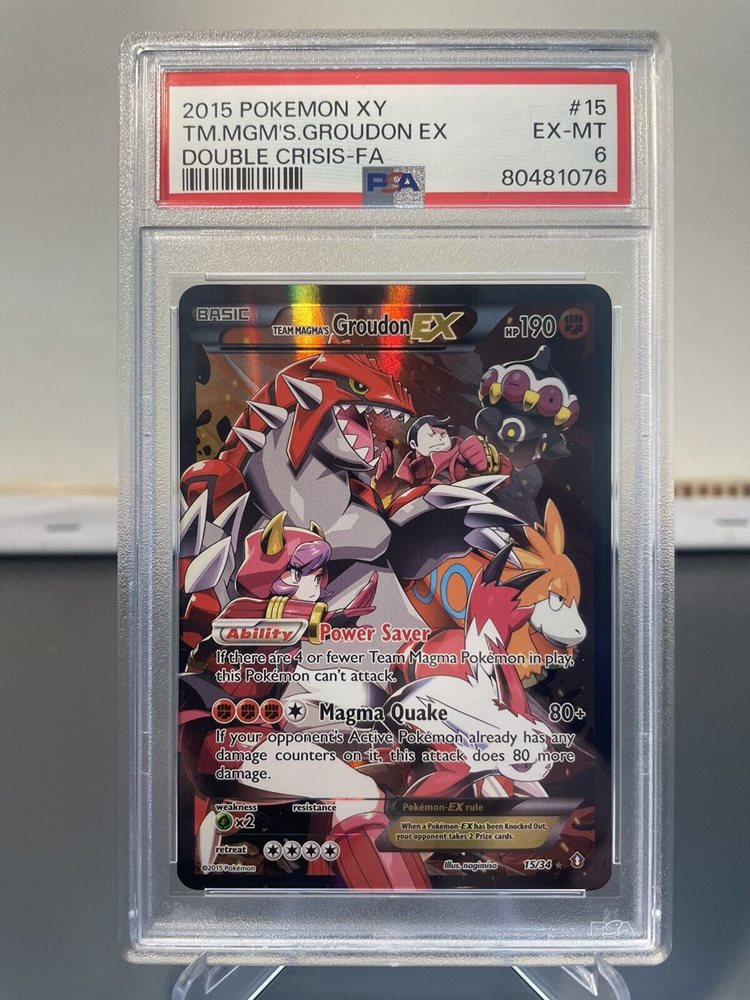 2015 POKEMON XY #15
TM.MGM'S.GROUDON EX EX-MT
DOUBLE CRISIS-FA 6
PSA 80481076
BASIC
TEAM MAGMA'S Groudon EX HP190
Ability Power Saver
If there are 4 or fewer Team Magma Pokémon in play,
this Pokémon can't attack.
Magma Quake 80+
If your opponent's Active Pokémon already has any
damage counters on it, this attack does 80 more
damage.
weakness resistance
×2
Pokémon-EX rule
When a Pokémon-EX has been Knocked Out,
your opponent takes 2 Prize cards.
retreat
©2015 Pokémon
Illus. nagimiso 15/34
PSA